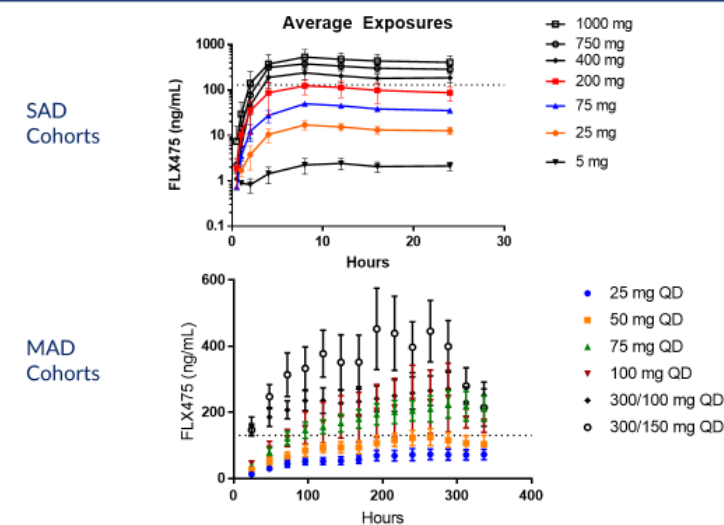 Average Exposures
SAD
Cohorts
FLX475 (ng/mL)
1000
100
10
1
0.1
0
10
20
30
Hours
1000 mg
750 mg
400 mg
200 mg
75 mg
25 mg
5 mg
MAD
Cohorts
FLX475 (ng/mL)
600
400
200
0
0
100
200
300
400
Hours
25 mg QD
50 mg QD
75 mg QD
100 mg QD
300/100 mg QD
300/150 mg QD